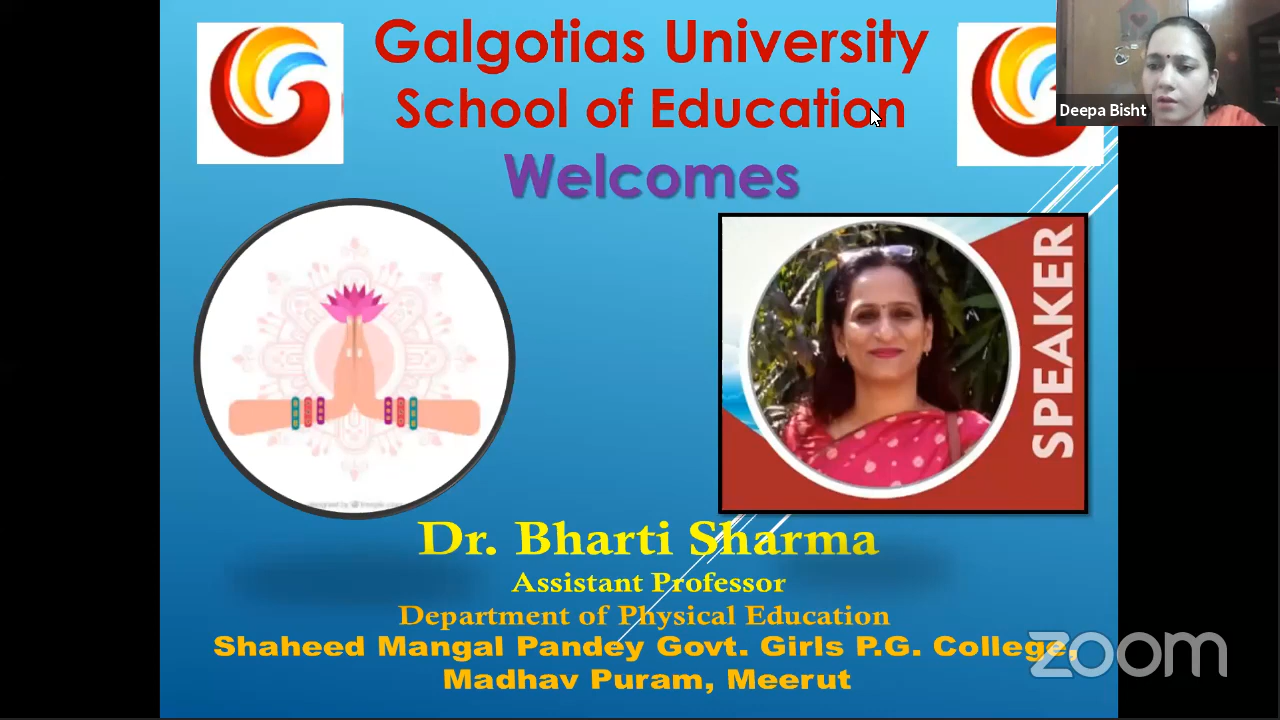 Galgotias University
School of Education
Welcomes
Deepa Bisht
SPEAKER
Dr. Bharti Sharma
Assistant Professor
Department of Physical Education
Shaheed Mangal Pandey Govt. Girls P.G. College,
Madhav Puram, Meerut
zoom